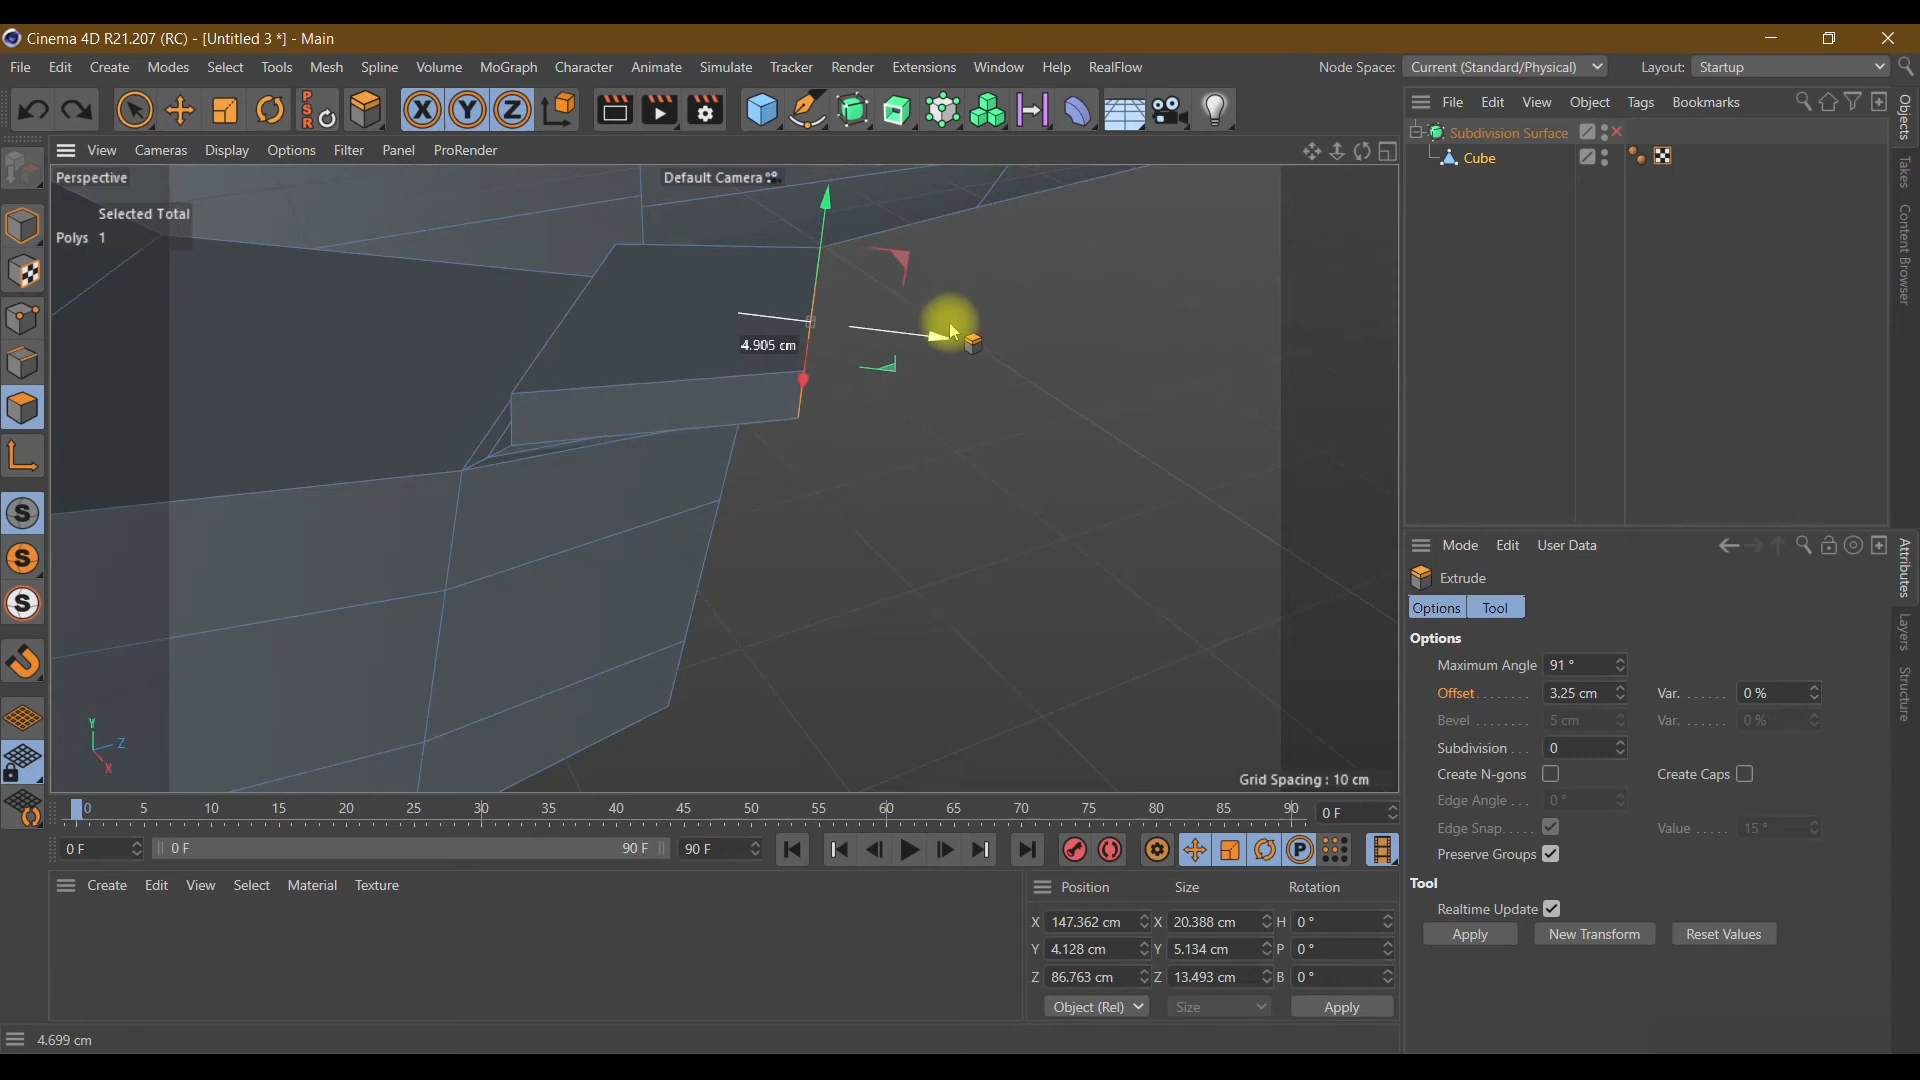 Cinema 4D R21.207 (RC) - [Untitled 3 *] - Main
File Edit Create Modes Select Tools Mesh Spline Volume MoGraph Character Animate Simulate Tracker Render Extensions Window Help RealFlow Node Space: Current (Standard/Physical) Layout: Startup
PSR X Y Z
File Edit View Object Tags Bookmarks
Subdivision Surface
Cube
Objects
Takes
Content Browser
View Cameras Display Options Filter Panel ProRender
Perspective
Default Camera
Selected Total
Polys 1
4.905 cm
S
S
S
Y
Z
X
Grid Spacing : 10 cm
Mode Edit User Data
Extrude
Options Tool
Options
Maximum Angle 91 °
Offset 3.25 cm Var. 0 %
Bevel 5 cm Var. 0 %
Subdivision 0
Create N-gons Create Caps
Edge Angle 0 °
Edge Snap Value 15 °
Preserve Groups
Tool
Realtime Update
Apply New Transform Reset Values
Attributes
Layers
Structure
0 5 10 15 20 25 30 35 40 45 50 55 60 65 70 75 80 85 90 0 F
0 F 0 F 90 F 90 F
P
Create Edit View Select Material Texture
Position Size Rotation
X 147.362 cm X 20.388 cm H 0 °
Y 4.128 cm Y 5.134 cm P 0 °
Z 86.763 cm Z 13.493 cm B 0 °
Object (Rel) Size Apply
4.699 cm